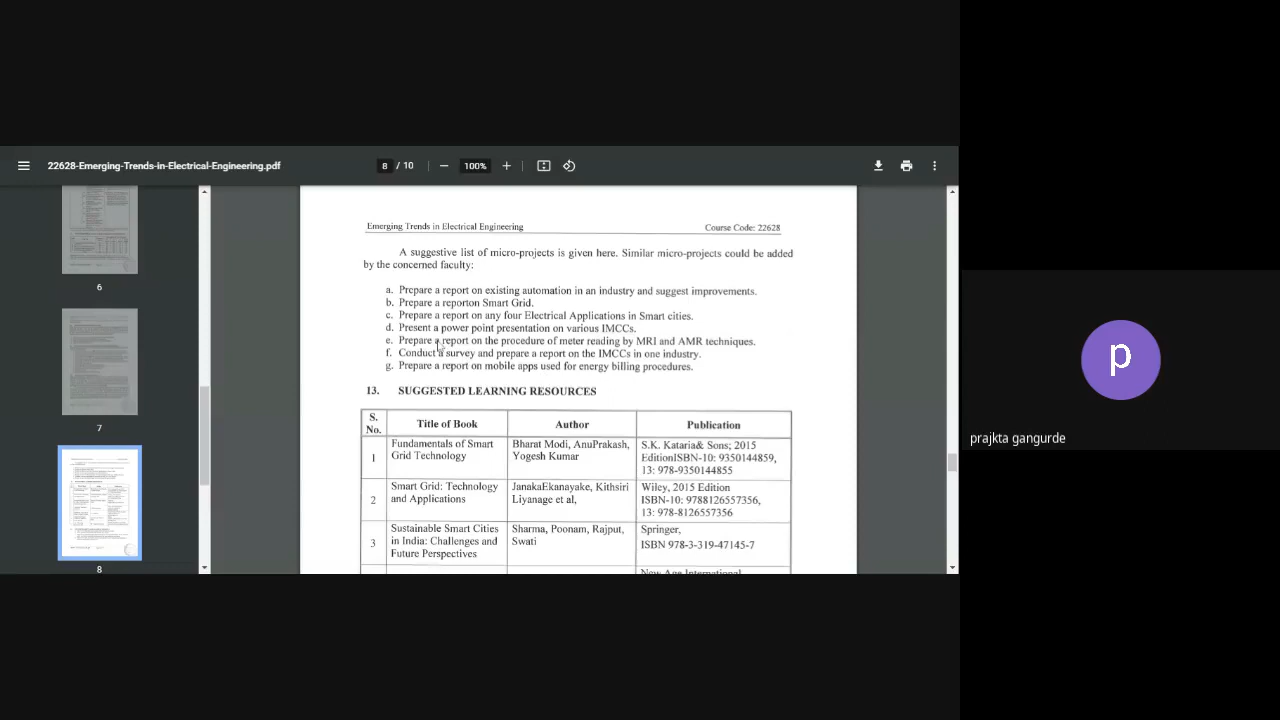 22628-Emerging-Trends-in-Electrical-Engineering.pdf
8 / 10
100%
6
7
8
Emerging Trends in Electrical Engineering Course Code: 22628
A suggestive list of micro-projects is given here. Similar micro-projects could be added
by the concerned faculty:
a. Prepare a report on existing automation in an industry and suggest improvements.
b. Prepare a reporton Smart Grid.
c. Prepare a report on any four Electrical Applications in Smart cities.
d. Present a power point presentation on various IMCCs.
e. Prepare a report on the procedure of meter reading by MRI and AMR techniques.
f. Conduct a survey and prepare a report on the IMCCs in one industry.
g. Prepare a report on mobile apps used for energy billing procedures.
13. SUGGESTED LEARNING RESOURCES
S. No. Title of Book Author Publication
1 Fundamentals of Smart Bharat Modi, AnuPrakash, S.K. Kataria& Sons; 2015
Grid Technology Yogesh Kumar EditionISBN-10: 9350144859,
13: 978-9350144855
2 Smart Grid: Technology JanakaEkanayake, Kithsiri Wiley, 2015 Edition
and Applications Liyanage et al, ISBN-10: 9788126557356,
13: 978-8126557356
3 Sustainable Smart Cities Sharma, Poonam, Rajput, Springer,
in India: Challenges and Swati ISBN 978-3-319-47145-7
Future Perspectives
New Age International
p
prajkta gangurde